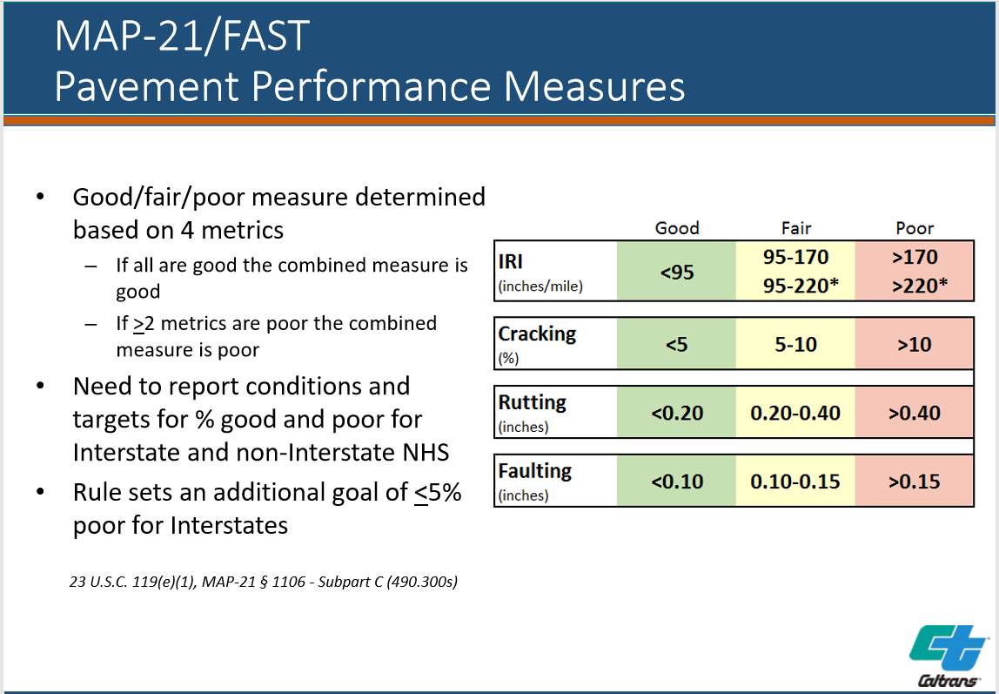 MAP-21/FAST
Pavement Performance Measures
• Good/fair/poor measure determined
based on 4 metrics
– If all are good the combined measure is
good
– If ≥2 metrics are poor the combined
measure is poor
• Need to report conditions and
targets for % good and poor for
Interstate and non-Interstate NHS
• Rule sets an additional goal of ≤5%
poor for Interstates
23 U.S.C. 119(e)(1), MAP-21 § 1106 - Subpart C (490.300s)
Good Fair Poor
IRI
(inches/mile)
<95
95-170 >170
95-220* >220*
Cracking
(%)
<5 5-10 >10
Rutting
(inches)
<0.20 0.20-0.40 >0.40
Faulting
(inches)
<0.10 0.10-0.15 >0.15
ct
Caltrans